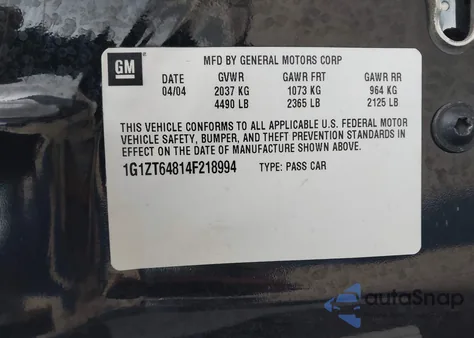 GM
MFD BY GENERAL MOTORS CORP
DATE GVWR GAWR FRT GAWR RR
04/04 2037 KG 1073 KG 964 KG
4490 LB 2365 LB 2125 LB
THIS VEHICLE CONFORMS TO ALL APPLICABLE U.S. FEDERAL MOTOR
VEHICLE SAFETY, BUMPER, AND THEFT PREVENTION STANDARDS IN
EFFECT ON THE DATE OF MANUFACTURE SHOWN ABOVE.
1G1ZT64814F218994 TYPE: PASS CAR
autoSnap